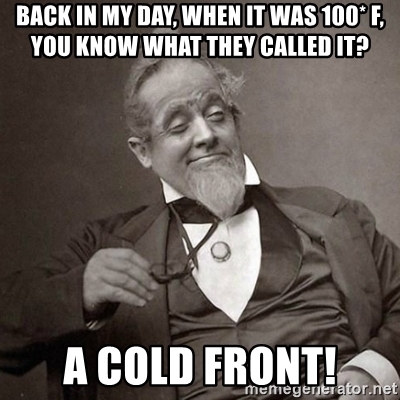 BACK IN MY DAY, WHEN IT WAS 100* F,
YOU KNOW WHAT THEY CALLED IT?
A COLD FRONT!
memegenerator.net